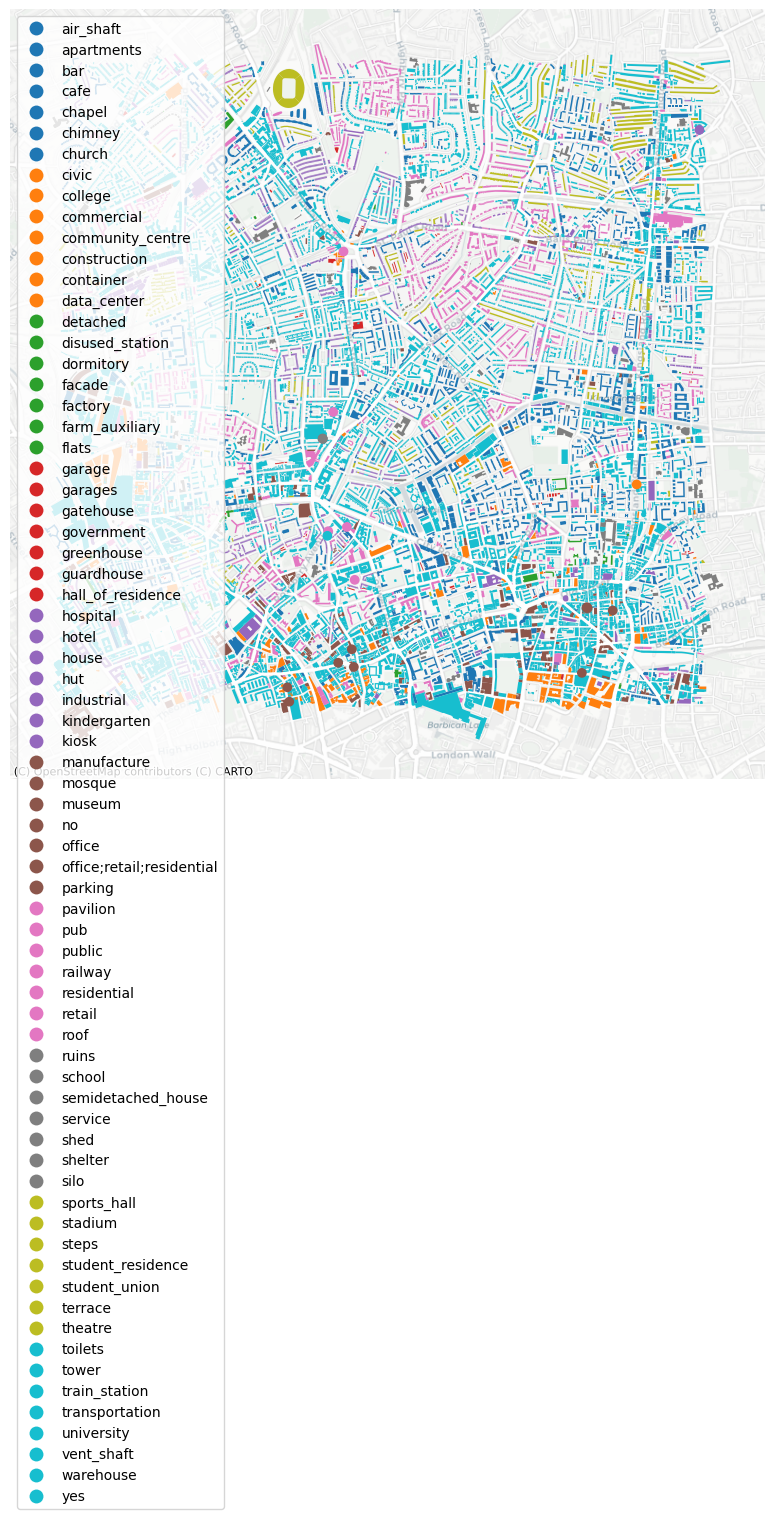 air_shaft
apartments
bar
cafe
chapel
chimney
church
civic
college
commercial
community_centre
construction
container
data_center
detached
disused_station
dormitory
facade
factory
farm_auxiliary
flats
garage
garages
gatehouse
government
greenhouse
guardhouse
hall_of_residence
hospital
hotel
house
hut
industrial
kindergarten
kiosk
manufacture
mosque
museum
no
office
office;retail;residential
parking
pavilion
pub
public
railway
residential
retail
roof
ruins
school
semidetached_house
service
shed
shelter
silo
sports_hall
stadium
steps
student_residence
student_union
terrace
theatre
toilets
tower
train_station
transportation
university
vent_shaft
warehouse
yes
Barbican
London Wall
(C) OpenStreetMap contributors (C) CARTO